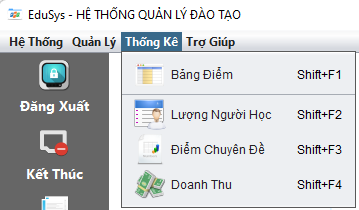 EduSys - HỆ THỐNG QUẢN LÝ ĐÀO TẠO
Hệ Thống Quản Lý Thống Kê Trợ Giúp
Đăng Xuất
Kết Thúc
Bảng Điểm Shift+F1
Lượng Người Học Shift+F2
Điểm Chuyên Đề Shift+F3
Doanh Thu Shift+F4